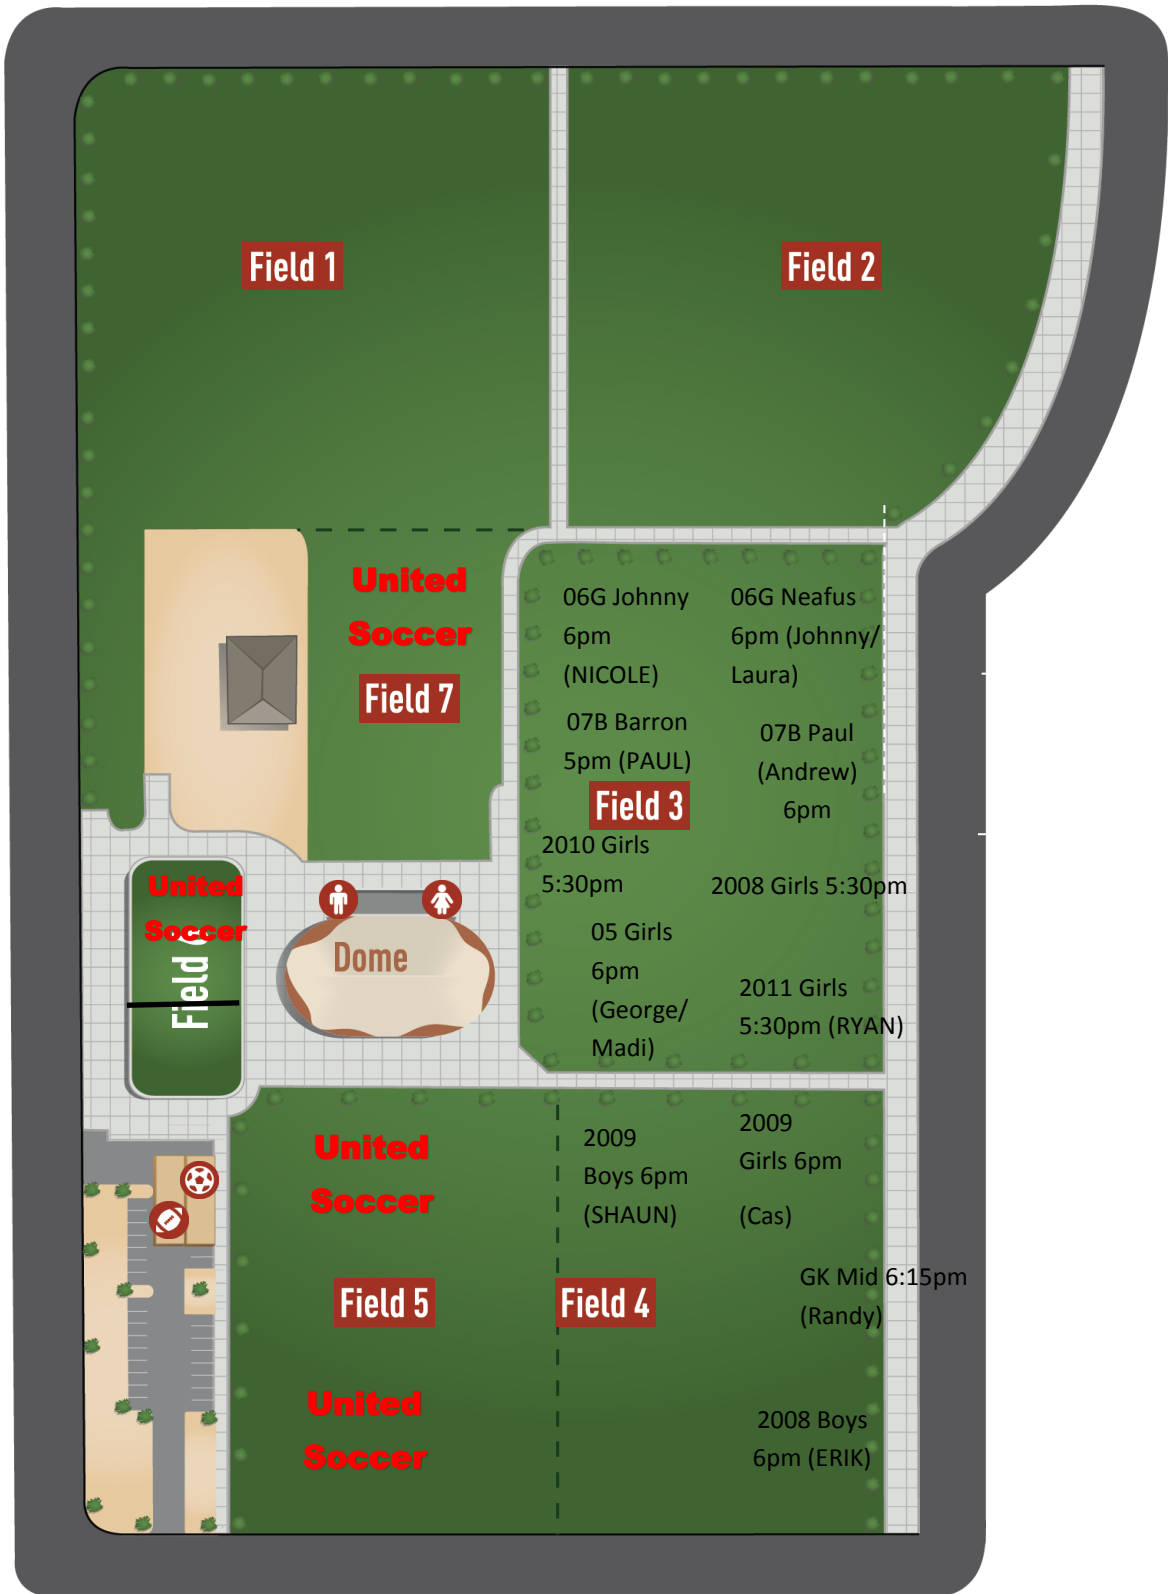 Field 1
Field 2
United
Soccer
Field 7
06G Johnny
6pm
(NICOLE)
06G Neafus
6pm (Johnny/
Laura)
07B Barron
5pm (PAUL)
07B Paul
(Andrew)
6pm
Field 3
2010 Girls
5:30pm
2008 Girls 5:30pm
05 Girls
6pm
(George/
Madi)
2011 Girls
5:30pm (RYAN)
United
Soccer
Field
Dome
United
Soccer
2009
Boys 6pm
(SHAUN)
2009
Girls 6pm
(Cas)
GK Mid 6:15pm
(Randy)
Field 5
Field 4
United
Soccer
2008 Boys
6pm (ERIK)